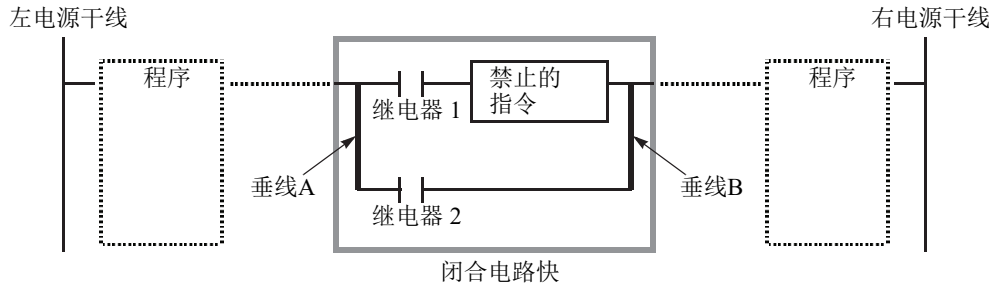 左电源干线
右电源干线
程序
禁止的
指令
程序
继电器 1
垂线A
垂线B
继电器 2
闭合电路快